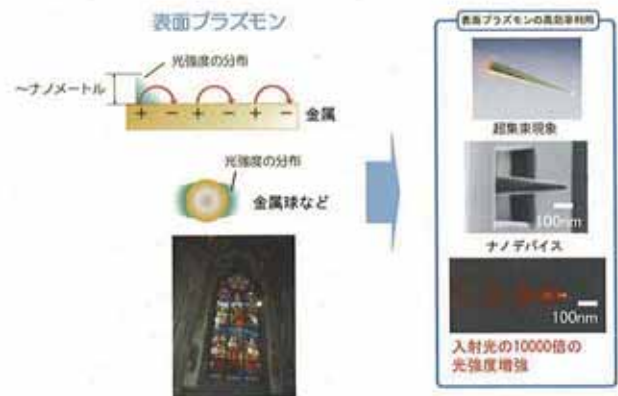 表面プラズモン
光強度の分布
~ナノメートル
+ − + − + −
金属
光強度の分布
金属球など
表面プラズモンの高効率利用
超集束現象
100nm
ナノデバイス
100nm
入射光の10000倍の
光強度増強